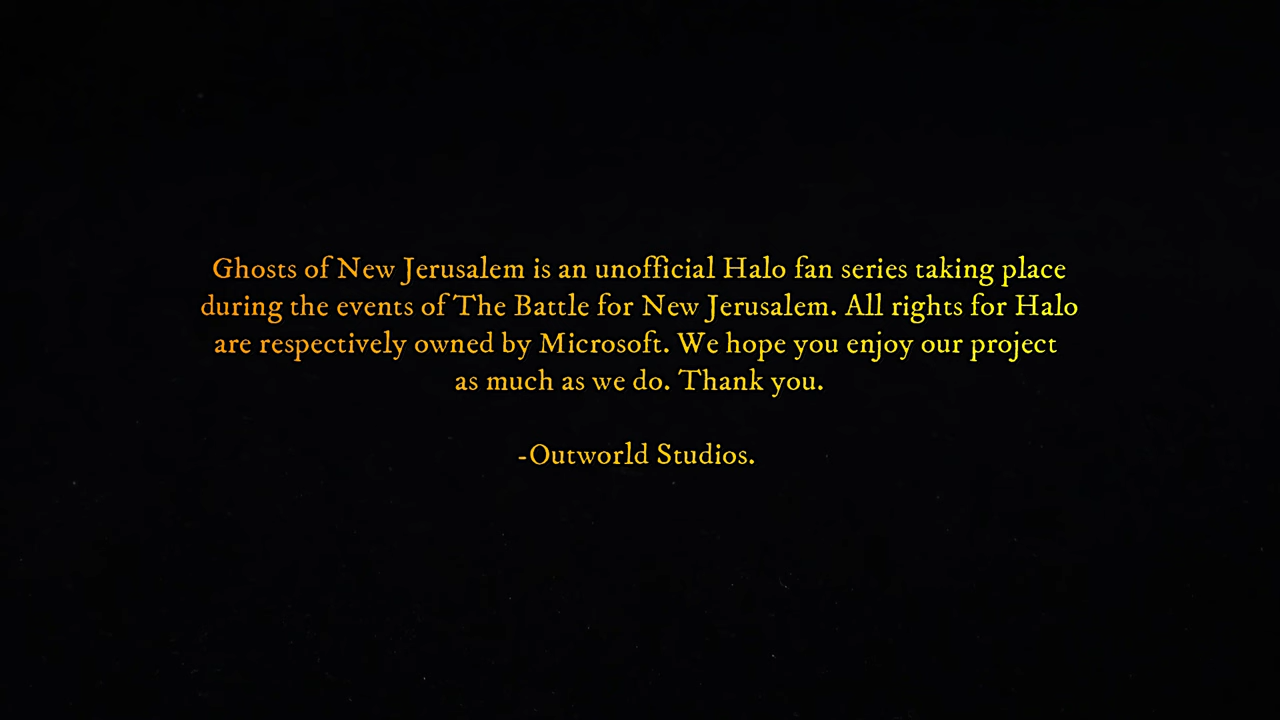 Ghosts of New Jerusalem is an unofficial Halo fan series taking place
during the events of The Battle for New Jerusalem. All rights for Halo
are respectively owned by Microsoft. We hope you enjoy our project
as much as we do. Thank you.
-Outworld Studios.